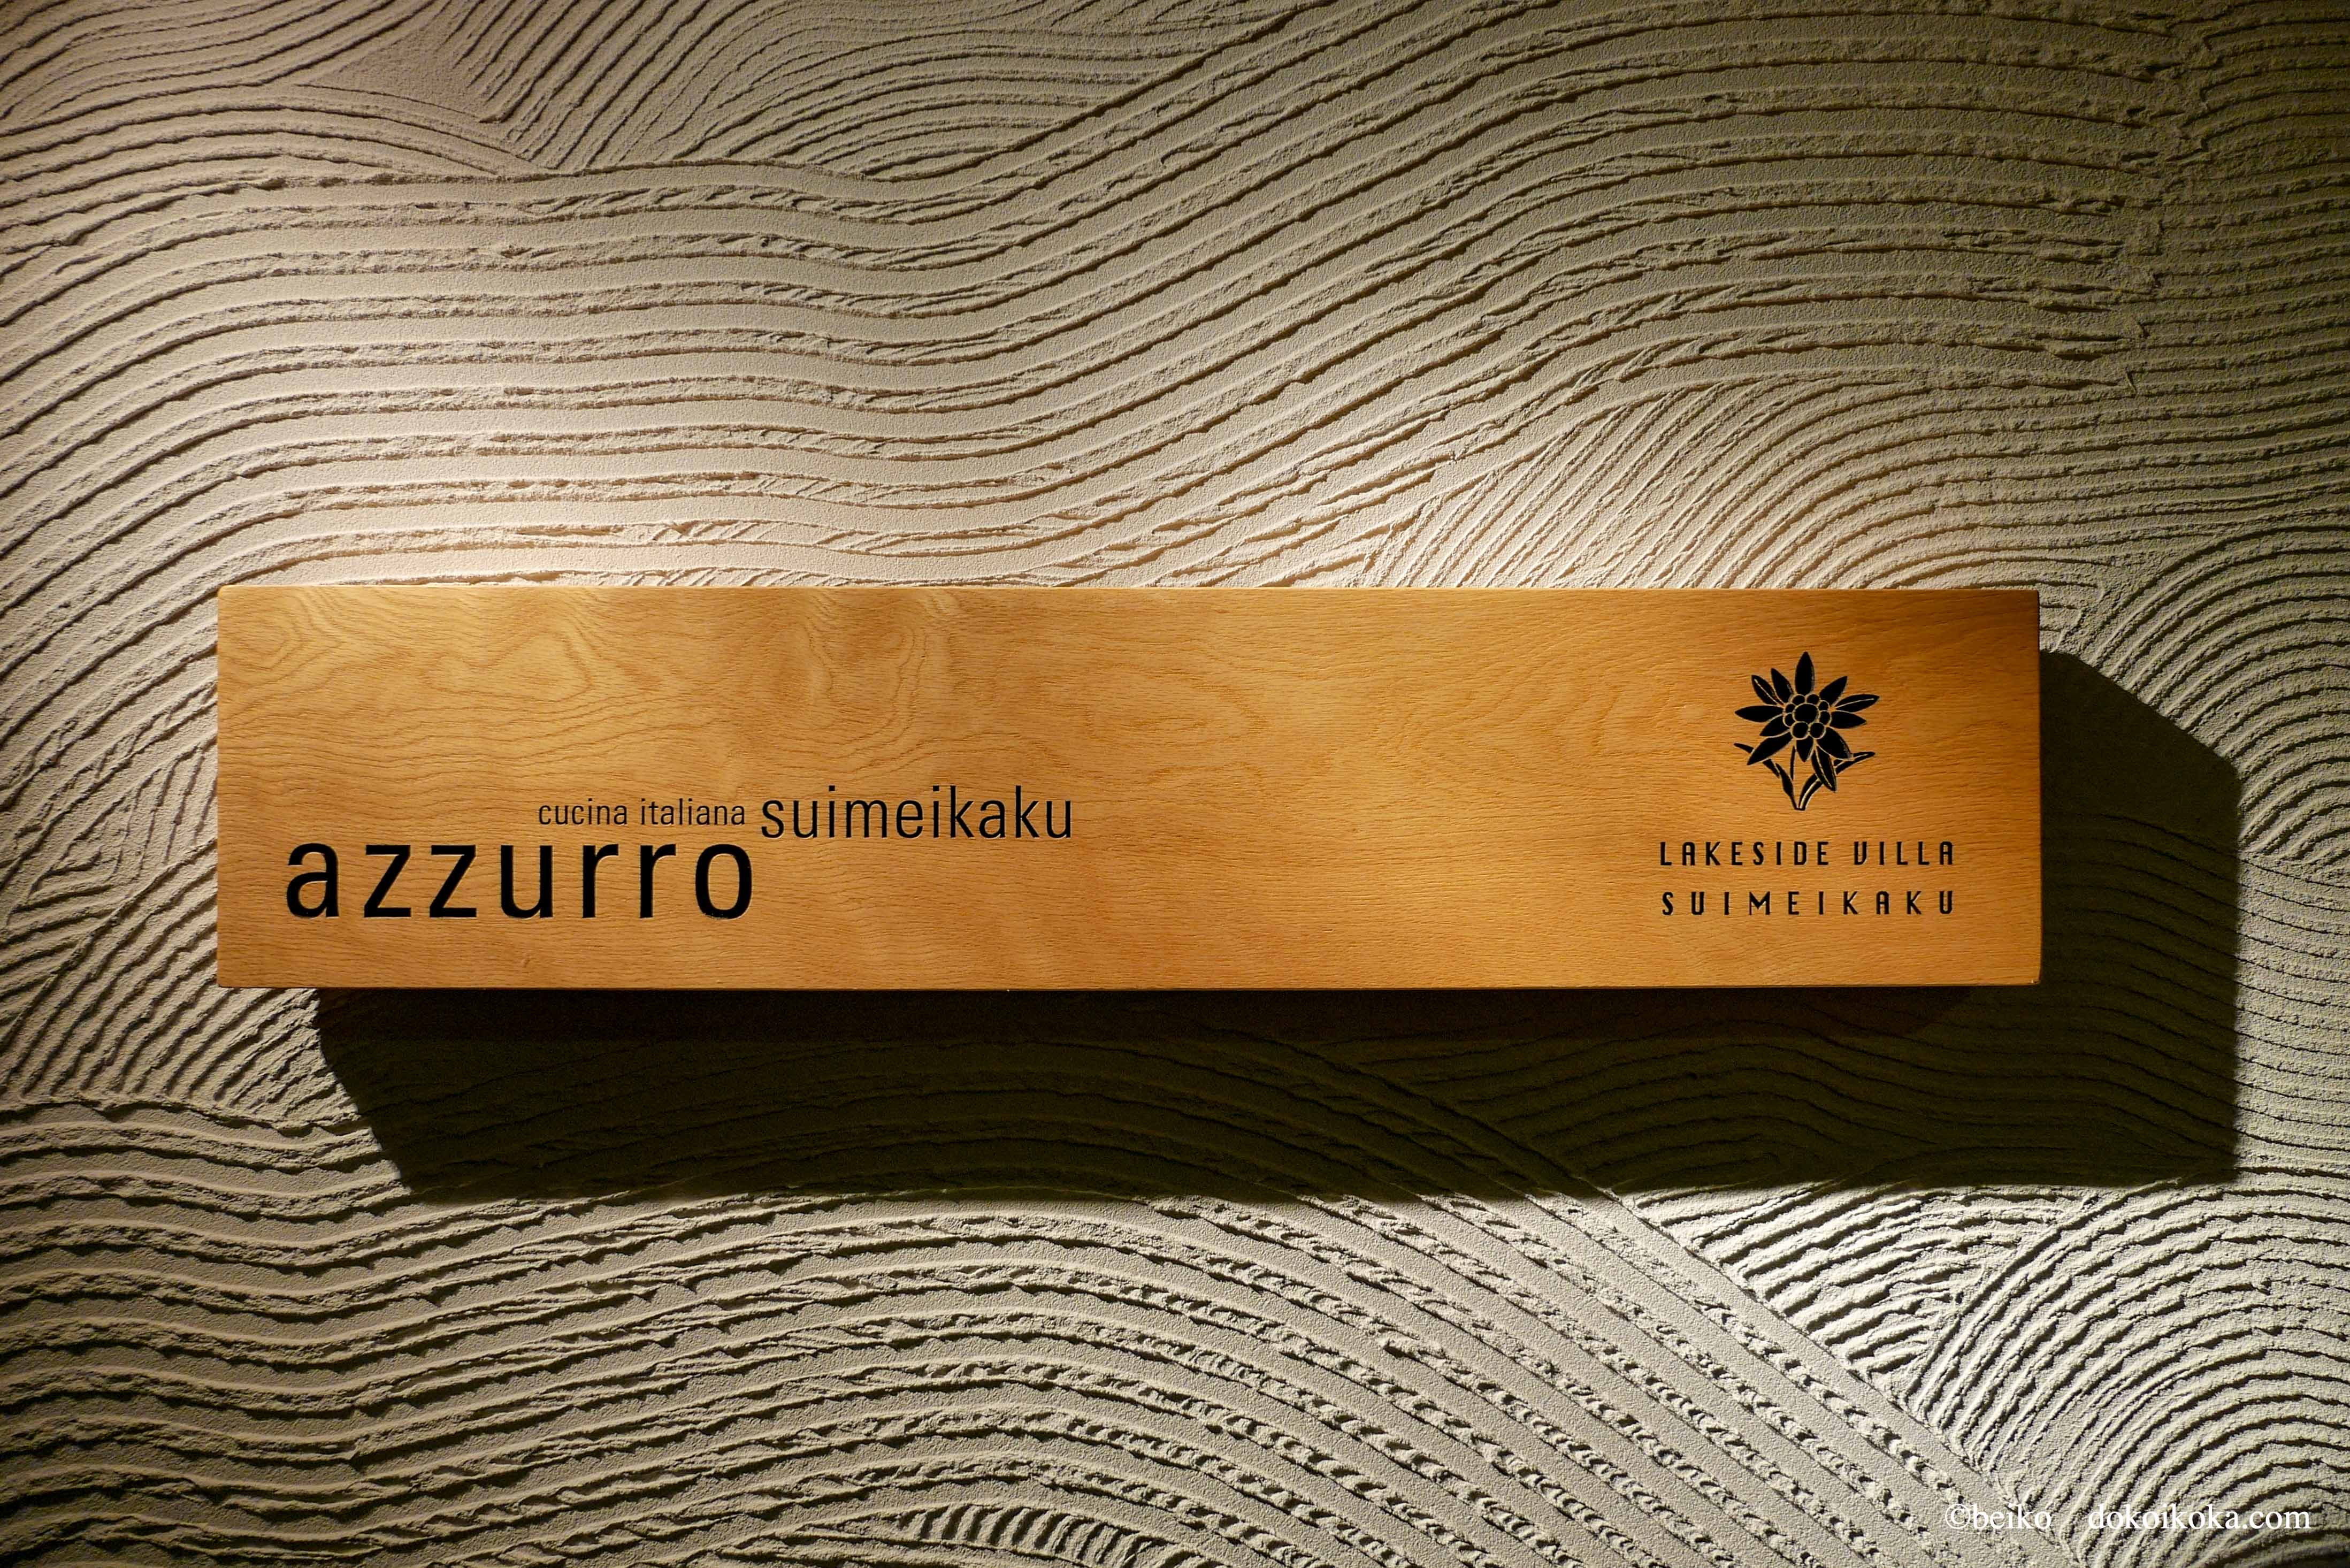 cucina italiana suimeikaku
azzurro
LAKESIDE VILLA
SUIMEIKAKU
©beiko dokoikoka.com